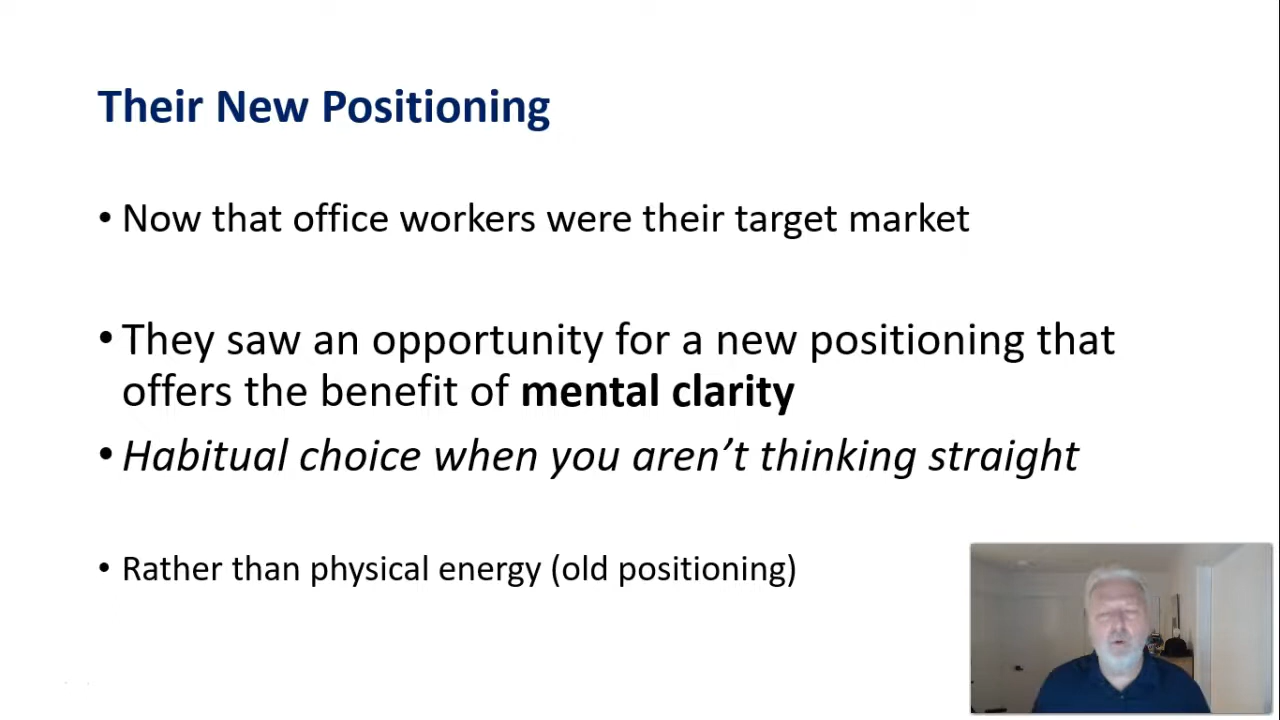 Their New Positioning
• Now that office workers were their target market
• They saw an opportunity for a new positioning that
offers the benefit of mental clarity
• Habitual choice when you aren’t thinking straight
• Rather than physical energy (old positioning)